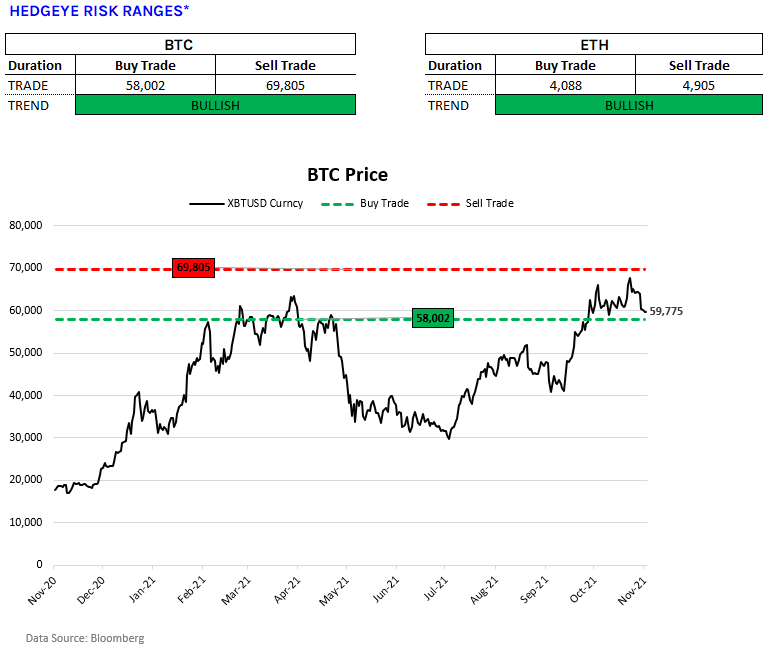 HEDGEYE RISK RANGES*
BTC
Duration Buy Trade Sell Trade
TRADE 58,002 69,805
TREND BULLISH
ETH
Duration Buy Trade Sell Trade
TRADE 4,088 4,905
TREND BULLISH
BTC Price
XBTUSD Curncy Buy Trade Sell Trade
80,000
70,000
60,000
50,000
40,000
30,000
20,000
10,000
0
69,805
58,002
59,775
Nov-20 Dec-20 Jan-21 Feb-21 Mar-21 Apr-21 May-21 Jun-21 Jul-21 Aug-21 Sep-21 Oct-21 Nov-21
Data Source: Bloomberg